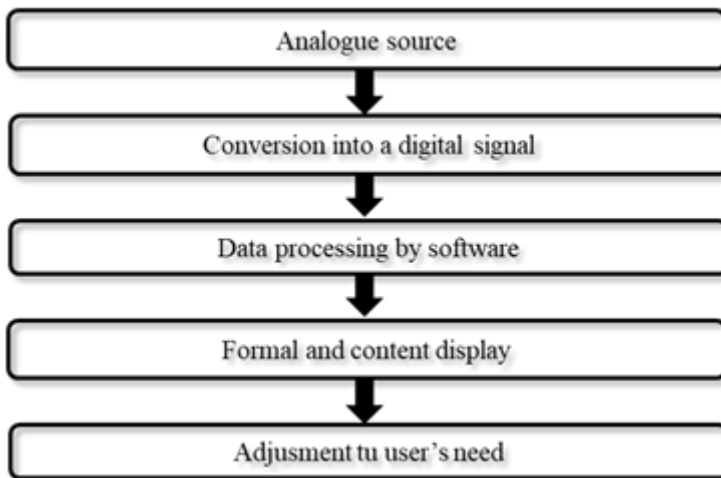 Analogue source
Conversion into a digital signal
Data processing by software
Formal and content display
Adjusment tu user’s need